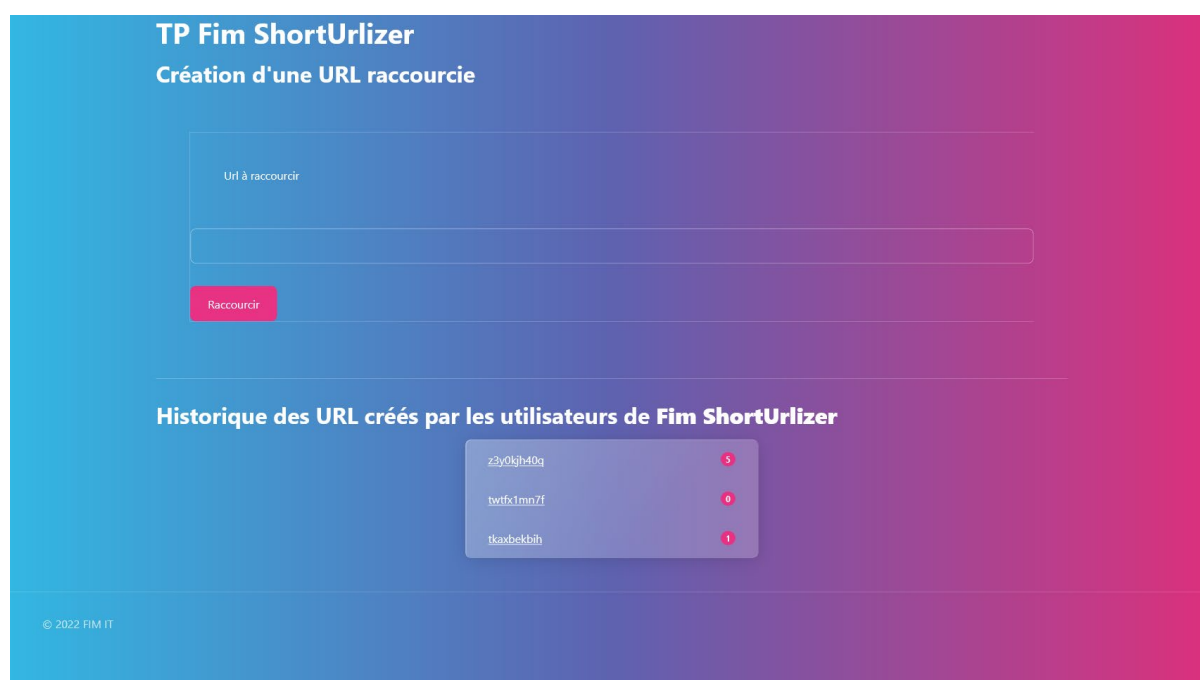 TP Fim ShortUrlizer
Création d'une URL raccourcie
Url à raccourcir
Raccourcir
Historique des URL créés par les utilisateurs de Fim ShortUrlizer
z3y0kjh40q 5
twtfx1mn7f 0
tkaxbekbih 1
© 2022 FIM IT